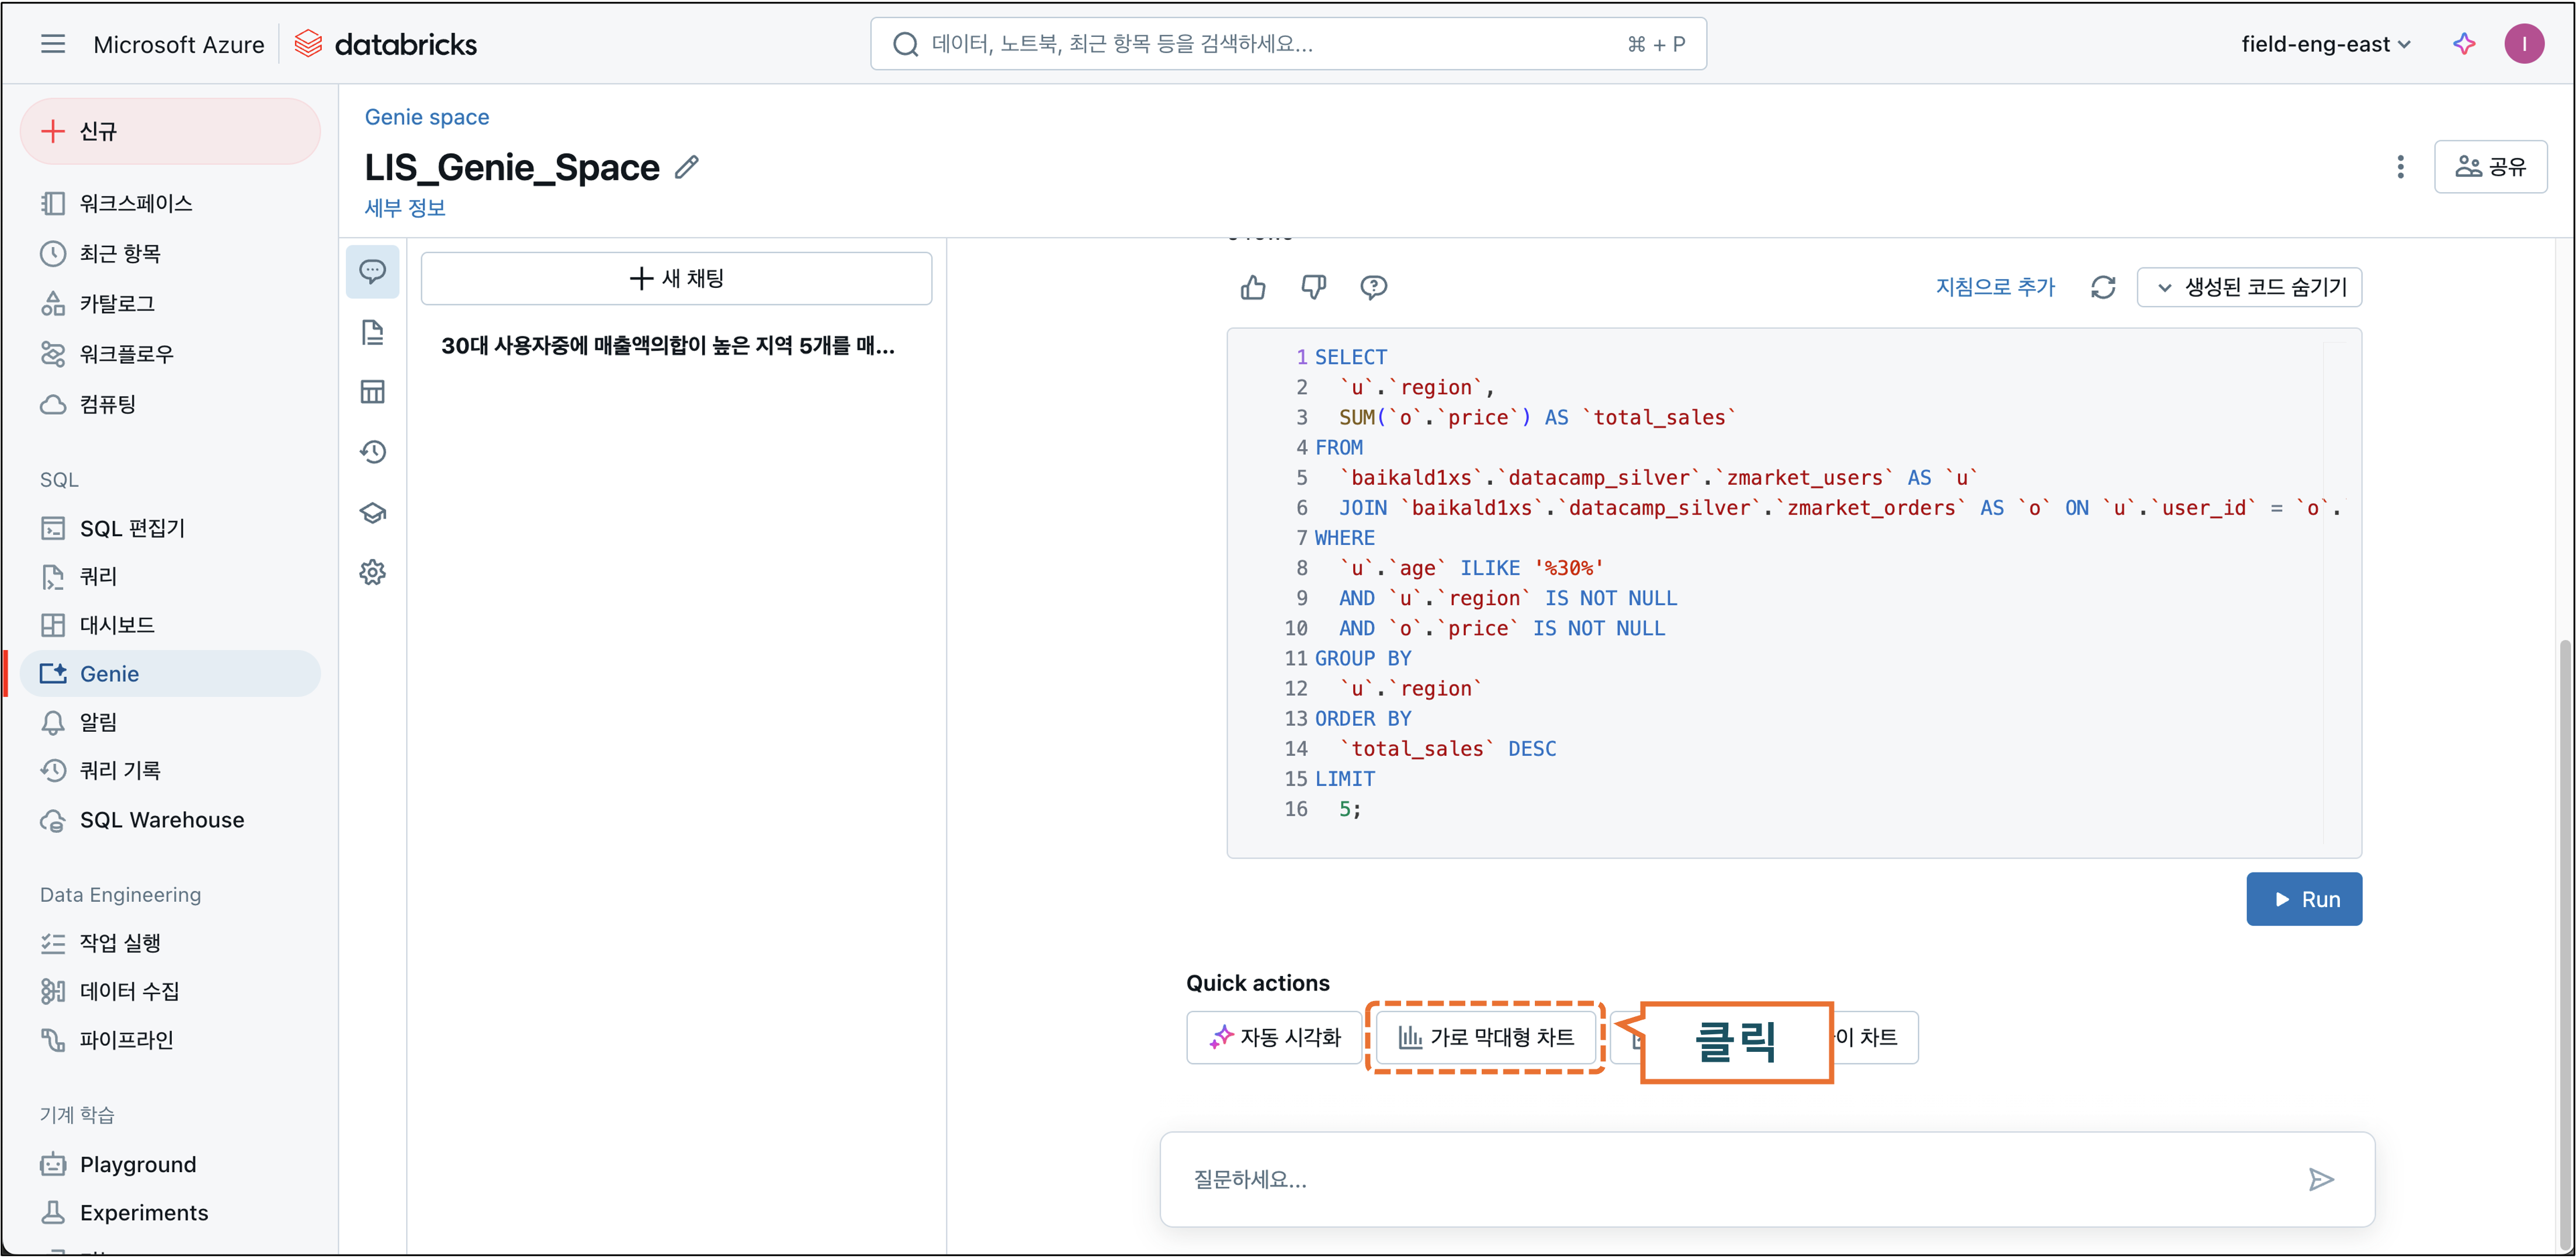 Microsoft Azure databricks
데이터, 노트북, 최근 항목 등을 검색하세요... ⌘ + P
field-eng-east
I
신규
워크스페이스
최근 항목
카탈로그
워크플로우
컴퓨팅
SQL
SQL 편집기
쿼리
대시보드
Genie
알림
쿼리 기록
SQL Warehouse
Data Engineering
작업 실행
데이터 수집
파이프라인
기계 학습
Playground
Experiments
Genie space
LIS_Genie_Space
세부 정보
공유
+ 새 채팅
30대 사용자중에 매출액의합이 높은 지역 5개를 매...
지침으로 추가
생성된 코드 숨기기
1 SELECT
2 `u`.`region`,
3 SUM(`o`.`price`) AS `total_sales`
4 FROM
5 `baikald1xs`.`datacamp_silver`.`zmarket_users` AS `u`
6 JOIN `baikald1xs`.`datacamp_silver`.`zmarket_orders` AS `o` ON `u`.`user_id` = `o`.`
7 WHERE
8 `u`.`age` ILIKE '%30%'
9 AND `u`.`region` IS NOT NULL
10 AND `o`.`price` IS NOT NULL
11 GROUP BY
12 `u`.`region`
13 ORDER BY
14 `total_sales` DESC
15 LIMIT
16 5;
Run
Quick actions
자동 시각화
가로 막대형 차트
클릭
이 차트
질문하세요...